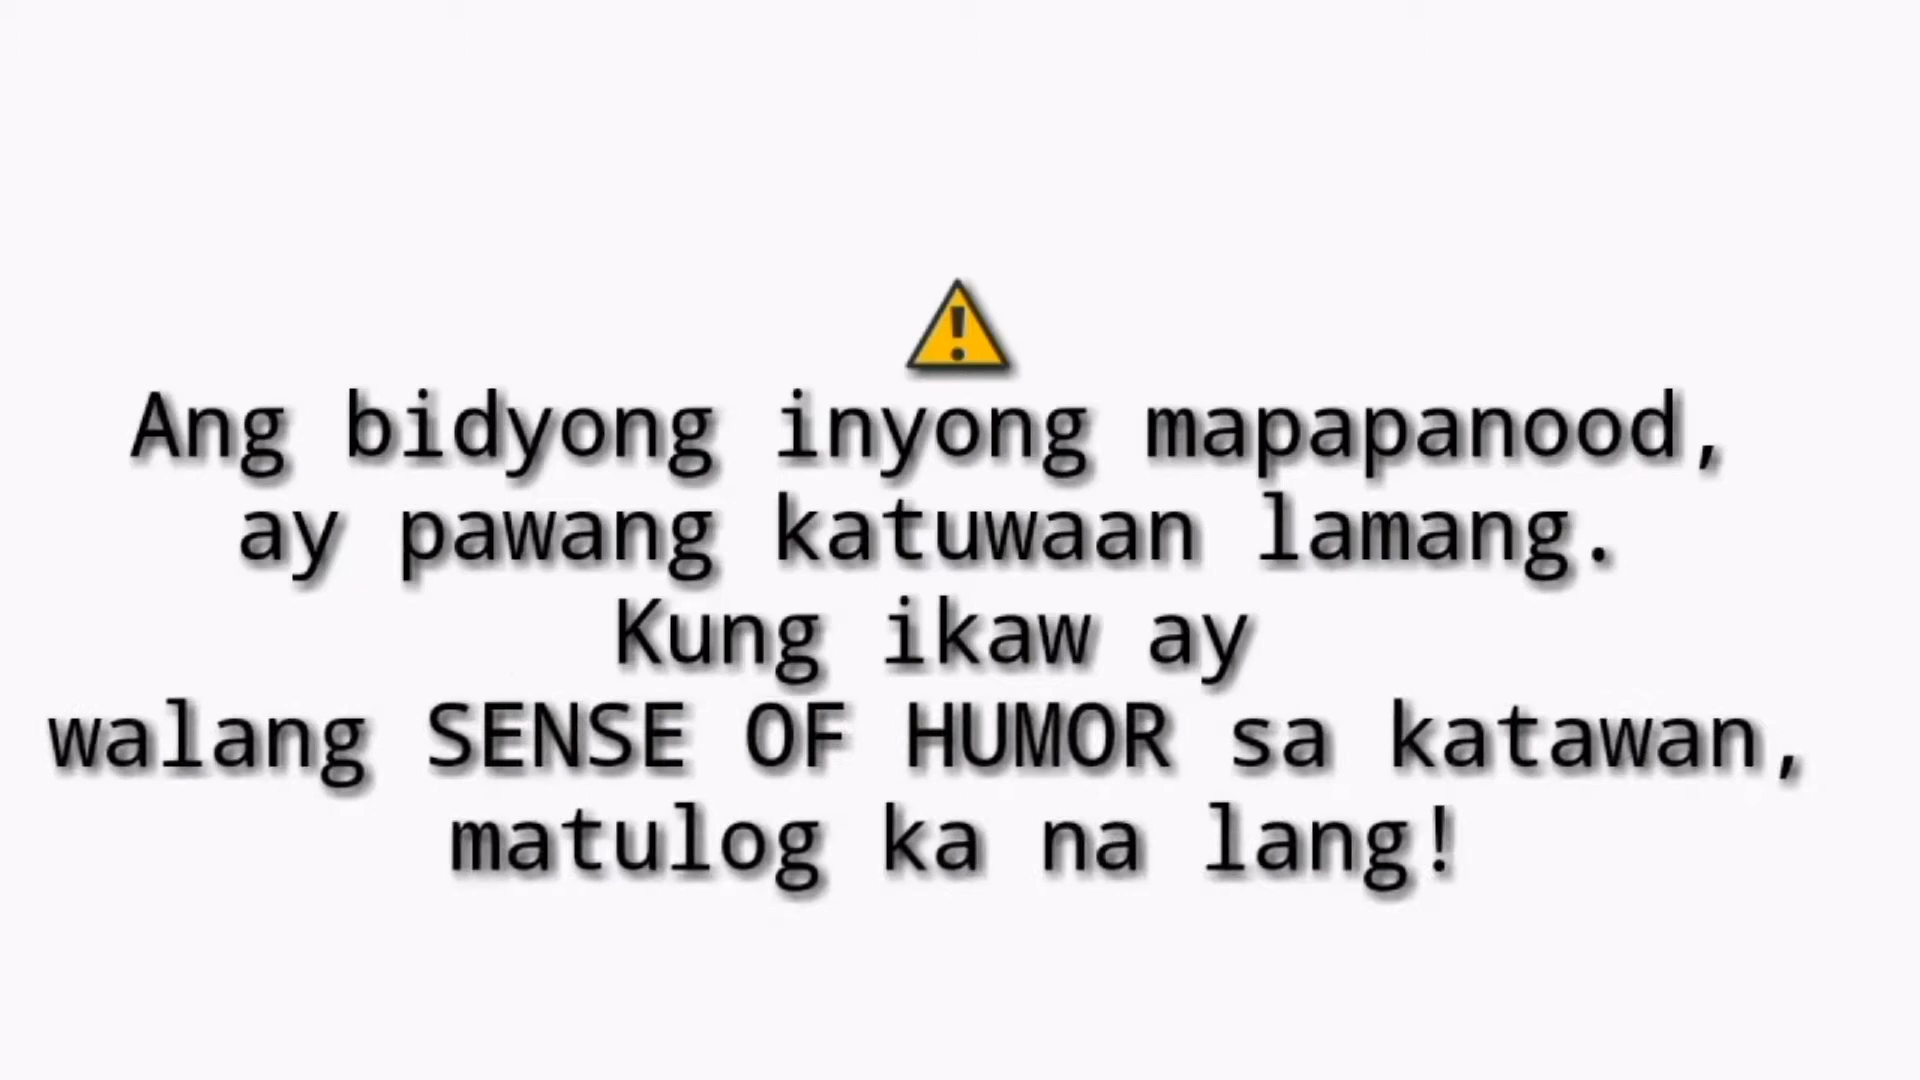 Ang bidyong inyong mapapanood,
ay pawang katuwaan lamang.
Kung ikaw ay
walang SENSE OF HUMOR sa katawan,
matulog ka na lang!